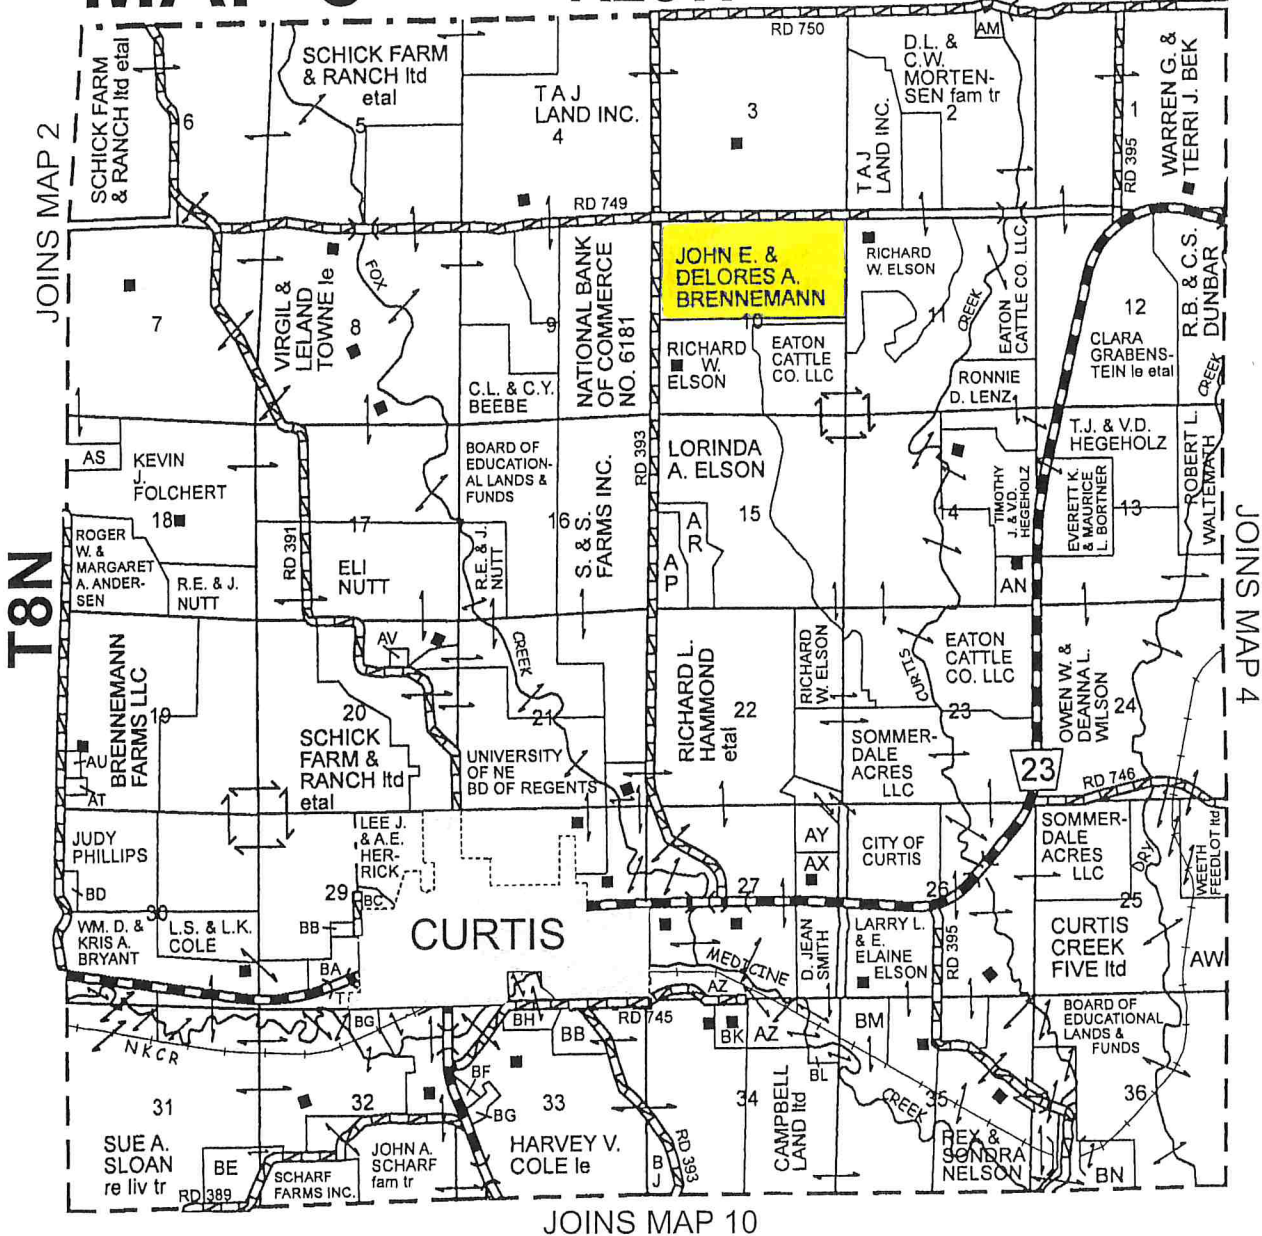 RD 750
AM
SCHICK FARM
& RANCH ltd etal
6
SCHICK FARM
& RANCH ltd
etal
5
T A J
LAND INC.
4
3
T A J
LAND INC.
D.L. &
C.W.
MORTEN-
SEN fam tr
2
1
RD 395
WARREN G. &
TERRI J. BEK
JOINS MAP 2
RD 749
7
VIRGIL &
LELAND
TOWNE le
8
FOX
9
NATIONAL BANK
OF COMMERCE
NO. 6181
C.L. & C.Y.
BEEBE
JOHN E. &
DELORES A.
BRENNEMANN
10
RICHARD
W.
ELSON
EATON
CATTLE
CO. LLC
RICHARD
W. ELSON
11
CREEK
EATON
CATTLE CO. LLC
RONNIE
D. LENZ
12
CLARA
GRABENS-
TEIN le etal
R.B. & C.S.
DUNBAR
CREEK
AS
KEVIN
J.
FOLCHERT
18
ROGER
W. &
MARGARET
A. ANDER-
SEN
R.E. & J.
NUTT
RD 391
17
ELI
NUTT
BOARD OF
EDUCATION-
AL LANDS &
FUNDS
16
R.E. & J.
NUTT
S. & S.
FARMS INC.
RD 393
LORINDA
A. ELSON
15
A
R
A
P
TIMOTHY
J. & V.D.
HEGEHOLZ
AN
T.J. & V.D.
HEGEHOLZ
EVERETT K.
& MAURICE
L. BORTNER
13
ROBERT L.
WALTEMATH
JOINS MAP 4
T8N
BRENNEMANN
FARMS LLC
19
AU
AT
AV
20
SCHICK
FARM &
RANCH ltd
etal
CREEK
21
UNIVERSITY
OF NE
BD OF REGENTS
RICHARD L.
HAMMOND
etal
22
RICHARD
W. ELSON
CURTIS
EATON
CATTLE
CO. LLC
23
SOMMER-
DALE
ACRES
LLC
OWEN W. &
DEANNA L.
WILSON
24
23
RD 746
JUDY
PHILLIPS
BD
30
WM. D. &
KRIS A.
BRYANT
L.S. & L.K.
COLE
29
LEE J.
& A.E.
HER-
RICK
BC
BB
BA
CURTIS
27
AY
AX
D. JEAN
SMITH
MEDICINE
CITY OF
CURTIS
26
LARRY L.
& E.
ELAINE
ELSON
RD 395
SOMMER-
DALE
ACRES
LLC
DRY
WEETH
FEEDLOT ltd
25
CURTIS
CREEK
FIVE ltd
AW
NKCR
BG
BH
BB
RD 745
AZ
BK
AZ
BM
BL
BOARD OF
EDUCATIONAL
LANDS &
FUNDS
31
SUE A.
SLOAN
re liv tr
BE
RD 389
32
SCHARF
FARMS INC.
JOHN A.
SCHARF
fam tr
BF
BG
33
HARVEY V.
COLE le
B
J
RD 393
34
CAMPBELL
LAND ltd
CREEK
35
REX &
SONDRA
NELSON
36
BN
JOINS MAP 10